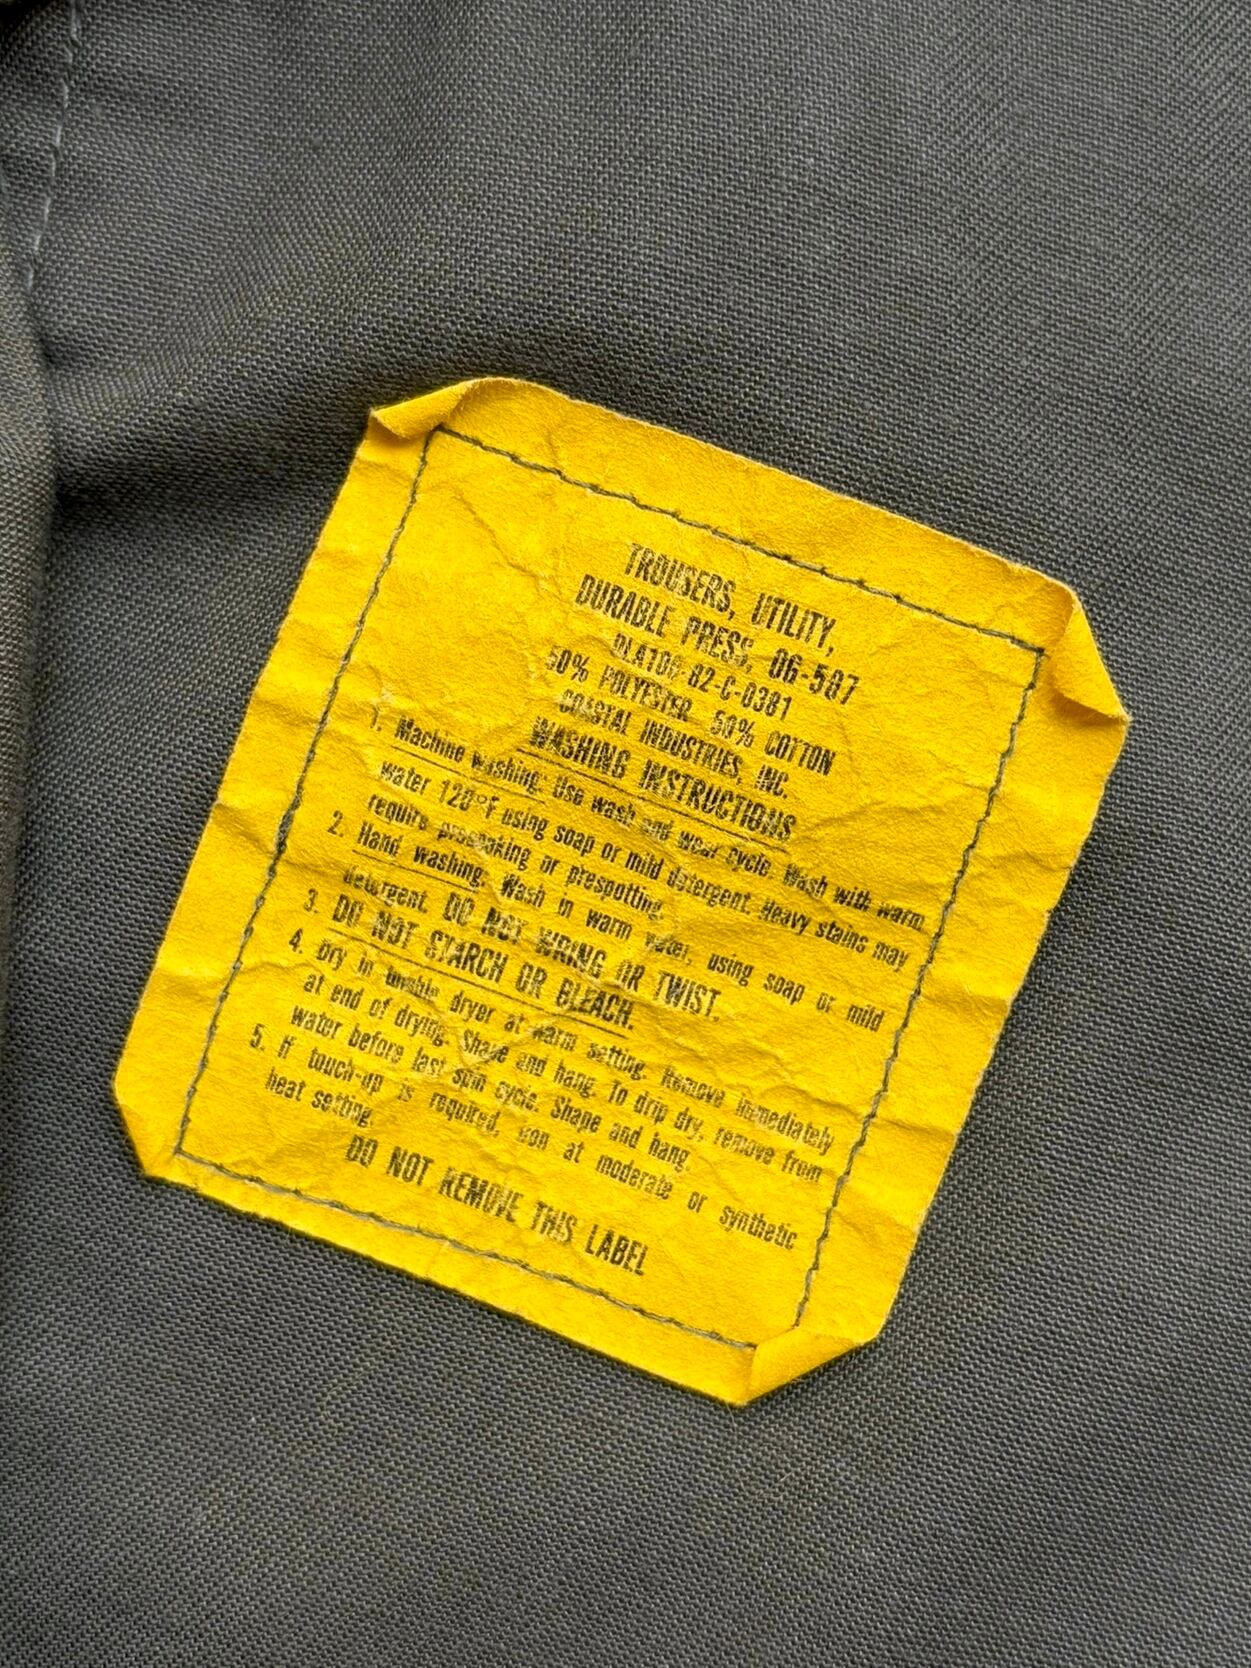 TROUSERS, UTILITY,
DURABLE PRESS, OG-507
DLA100-82-C-0381
50% POLYESTER 50% COTTON
COASTAL INDUSTRIES, INC.
WASHING INSTRUCTIONS
1. Machine washing. Use wash and wear cycle. Wash with warm
water 120°F using soap or mild detergent. Heavy stains may
require presoaking or prespotting.
2. Hand washing. Wash in warm water, using soap or mild
detergent. DO NOT WRING OR TWIST.
3. DO NOT STARCH OR BLEACH.
4. Dry in tumble dryer at warm setting. Remove immediately
at end of drying. Shape and hang. To drip dry, remove from
water before last spin cycle. Shape and hang.
5. If touch-up is required, iron at moderate or synthetic
heat setting.
DO NOT REMOVE THIS LABEL